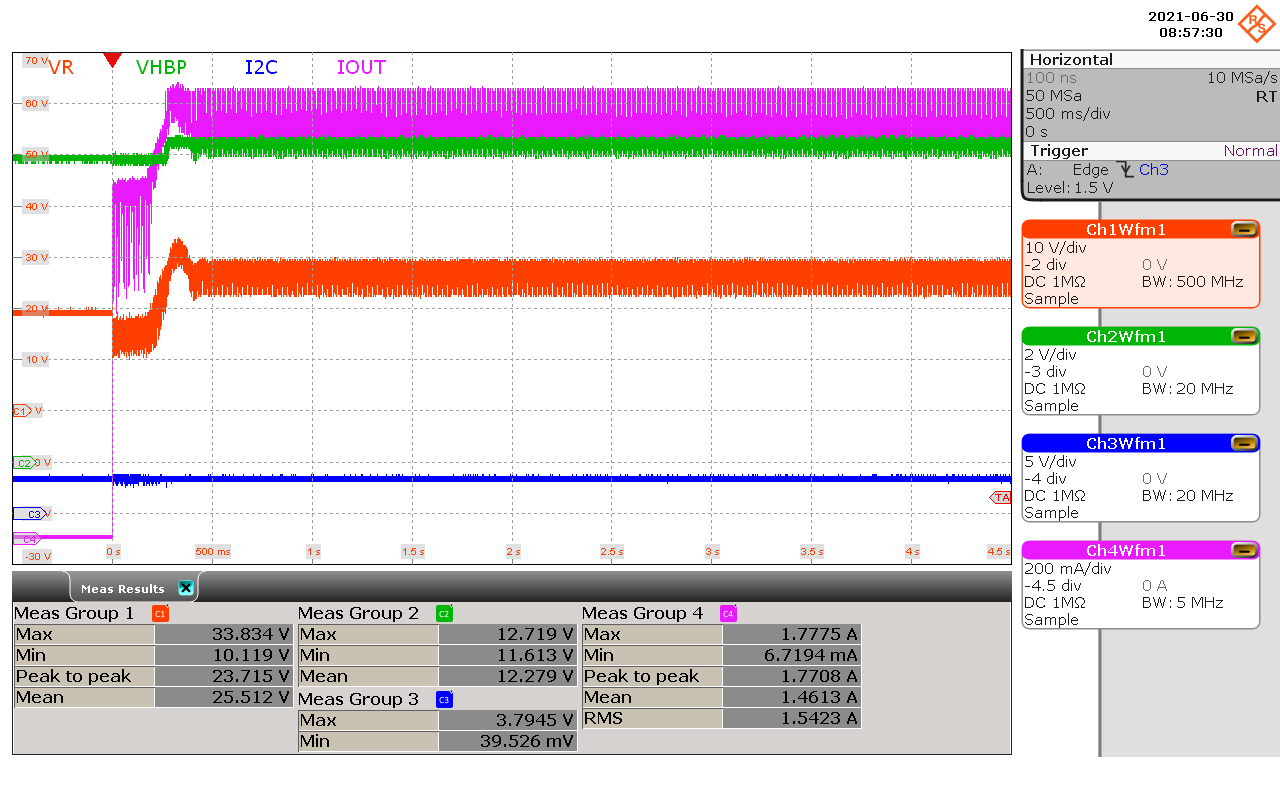 2021-06-30
08:57:30
R&S
VR VHBP I2C IOUT
70 V
60 V
50 V
40 V
30 V
20 V
10 V
C1 V
C2 0 V
C3 V
C4
-30 V
TA
0 s 500 ms 1 s 1.5 s 2 s 2.5 s 3 s 3.5 s 4 s 4.5 s
Horizontal
100 ns 10 MSa/s
50 MSa RT
500 ms/div
0 s
Trigger Normal
A: Edge Ch3
Level: 1.5 V
Ch1Wfm1
10 V/div
-2 div 0 V
DC 1MΩ BW: 500 MHz
Sample
Ch2Wfm1
2 V/div
-3 div 0 V
DC 1MΩ BW: 20 MHz
Sample
Ch3Wfm1
5 V/div
-4 div 0 V
DC 1MΩ BW: 20 MHz
Sample
Ch4Wfm1
200 mA/div
-4.5 div 0 A
DC 1MΩ BW: 5 MHz
Sample
Meas Results
Meas Group 1 C1
Max 33.834 V
Min 10.119 V
Peak to peak 23.715 V
Mean 25.512 V
Meas Group 2 C2
Max 12.719 V
Min 11.613 V
Mean 12.279 V
Meas Group 3 C3
Max 3.7945 V
Min 39.526 mV
Meas Group 4 C4
Max 1.7775 A
Min 6.7194 mA
Peak to peak 1.7708 A
Mean 1.4613 A
RMS 1.5423 A